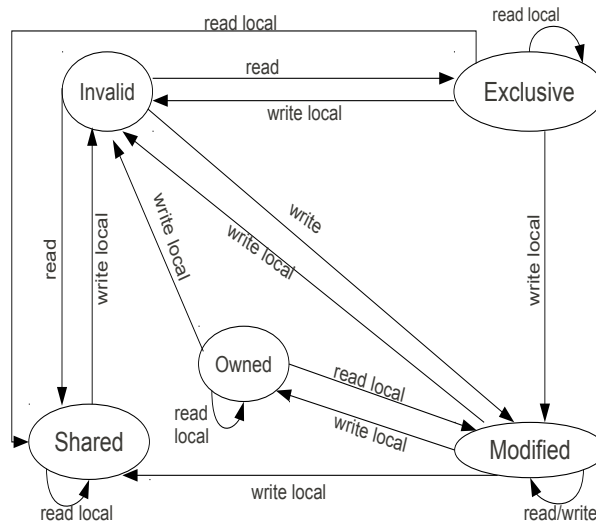 read local
read local
Invalid
read
Exclusive
write local
write
write local
write local
read
write local
write local
Owned
read local
read
local
write local
Shared
Modified
write local
read local
read/write